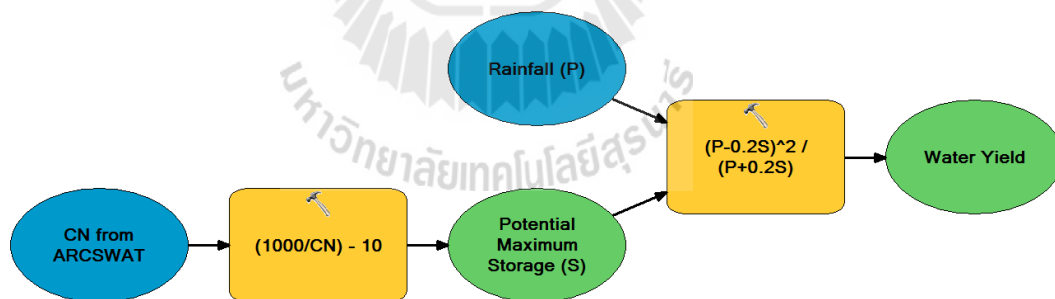 Rainfall (P)
(P-0.2S)^2 /
(P+0.2S)
Water Yield
CN from
ARCSWAT
(1000/CN) - 10
Potential
Maximum
Storage (S)
มหาวิทยาลัยเทคโนโลยีสุรนารี